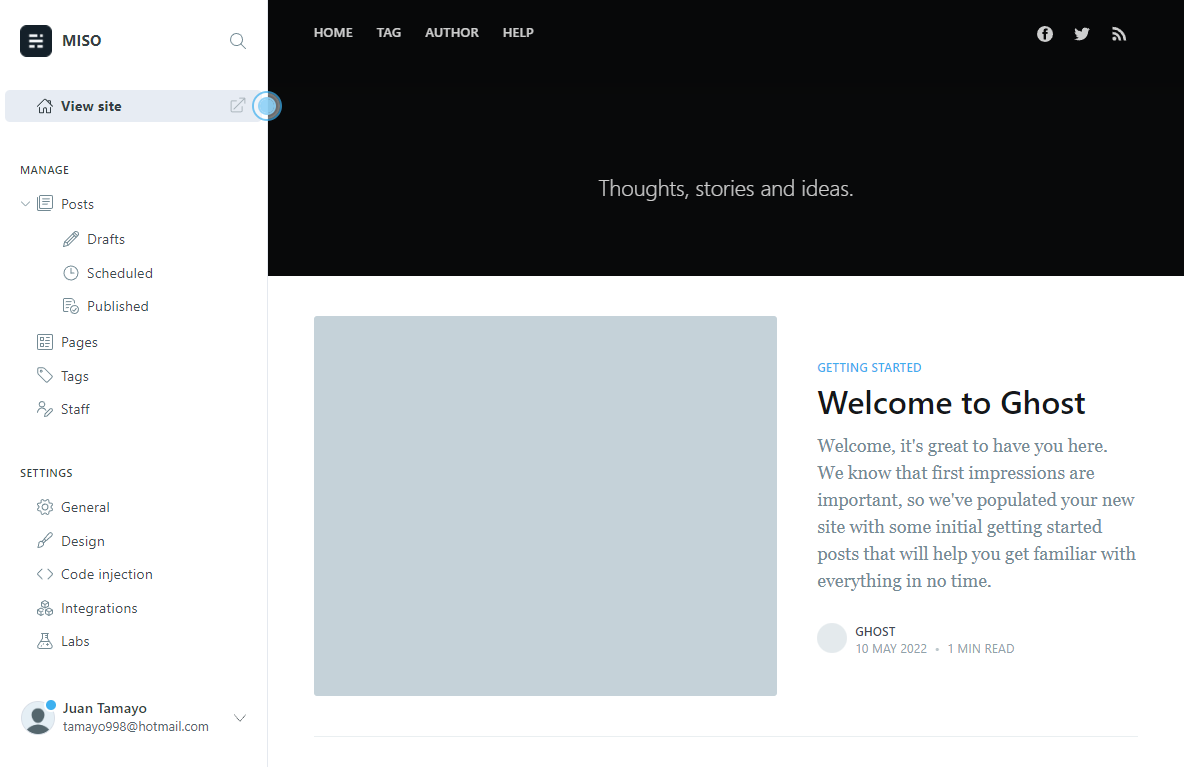 MISO
View site
MANAGE
Posts
Drafts
Scheduled
Published
Pages
Tags
Staff
SETTINGS
General
Design
Code injection
Integrations
Labs
Juan Tamayo
tamayo998@hotmail.com
HOME TAG AUTHOR HELP
Thoughts, stories and ideas.
GETTING STARTED
Welcome to Ghost
Welcome, it's great to have you here.
We know that first impressions are
important, so we've populated your new
site with some initial getting started
posts that will help you get familiar with
everything in no time.
GHOST
10 MAY 2022 • 1 MIN READ